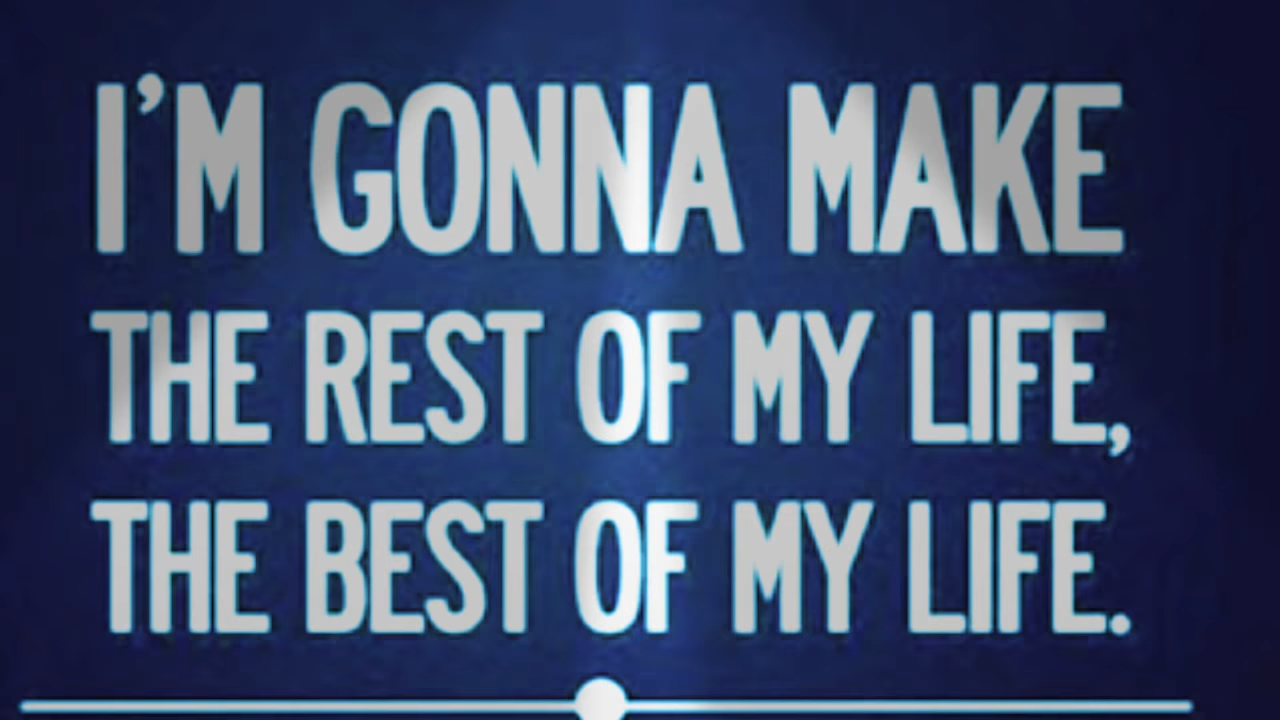 I'M GONNA MAKE
THE REST OF MY LIFE,
THE BEST OF MY LIFE.